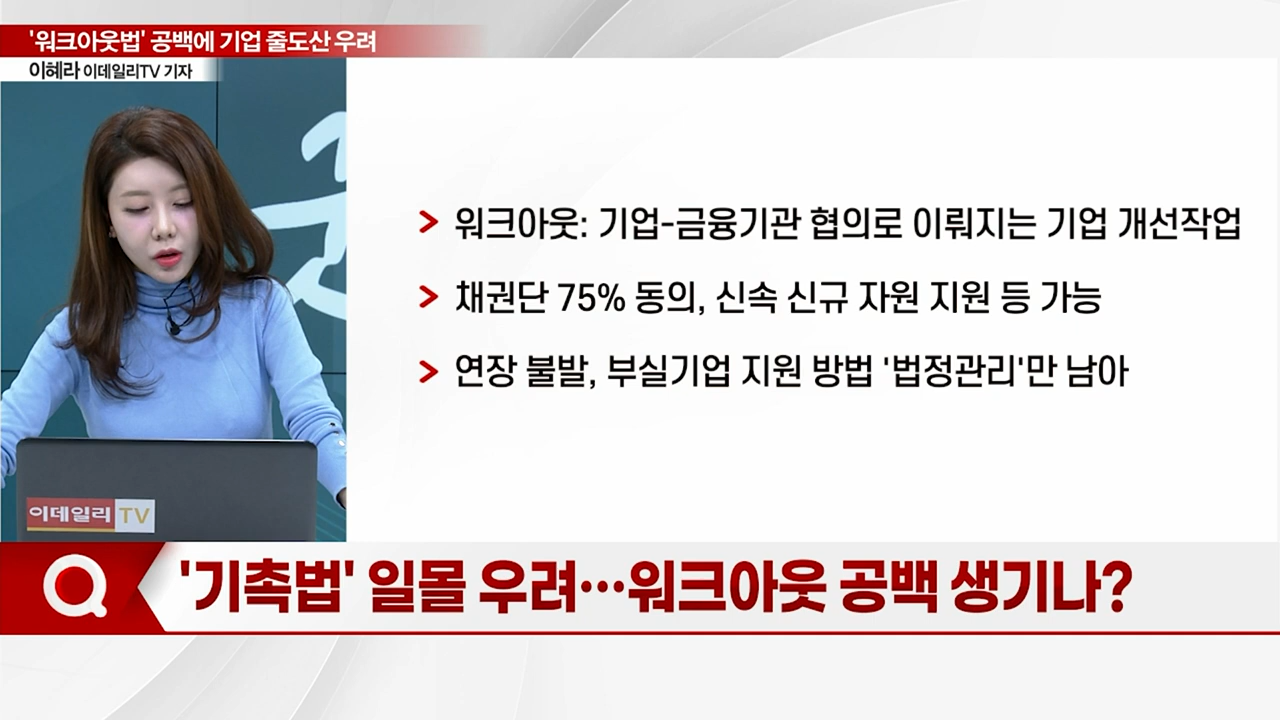 '워크아웃법' 공백에 기업 줄도산 우려
이혜라 이데일리TV 기자
> 워크아웃: 기업-금융기관 협의로 이뤄지는 기업 개선작업
> 채권단 75% 동의, 신속 신규 자원 지원 등 가능
> 연장 불발, 부실기업 지원 방법 '법정관리'만 남아
이데일리 TV
Q '기촉법' 일몰 우려…워크아웃 공백 생기나?